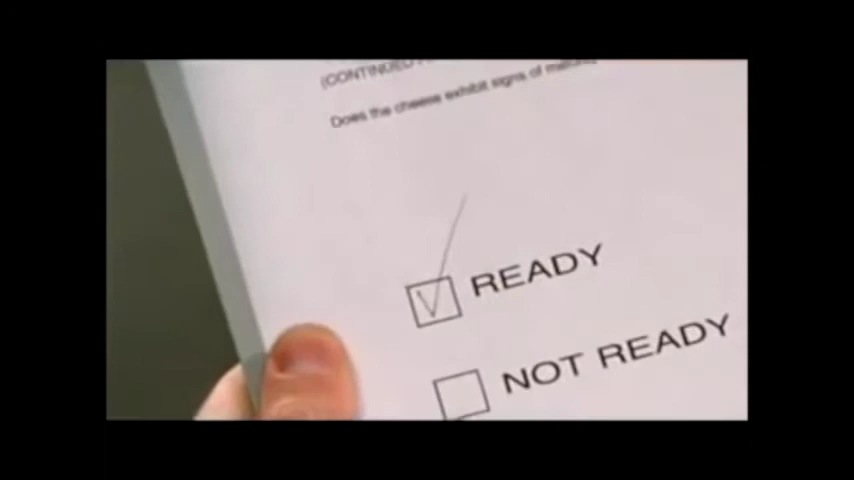 (CONTINUED
Does the cheese exhibit signs of
READY
NOT READY